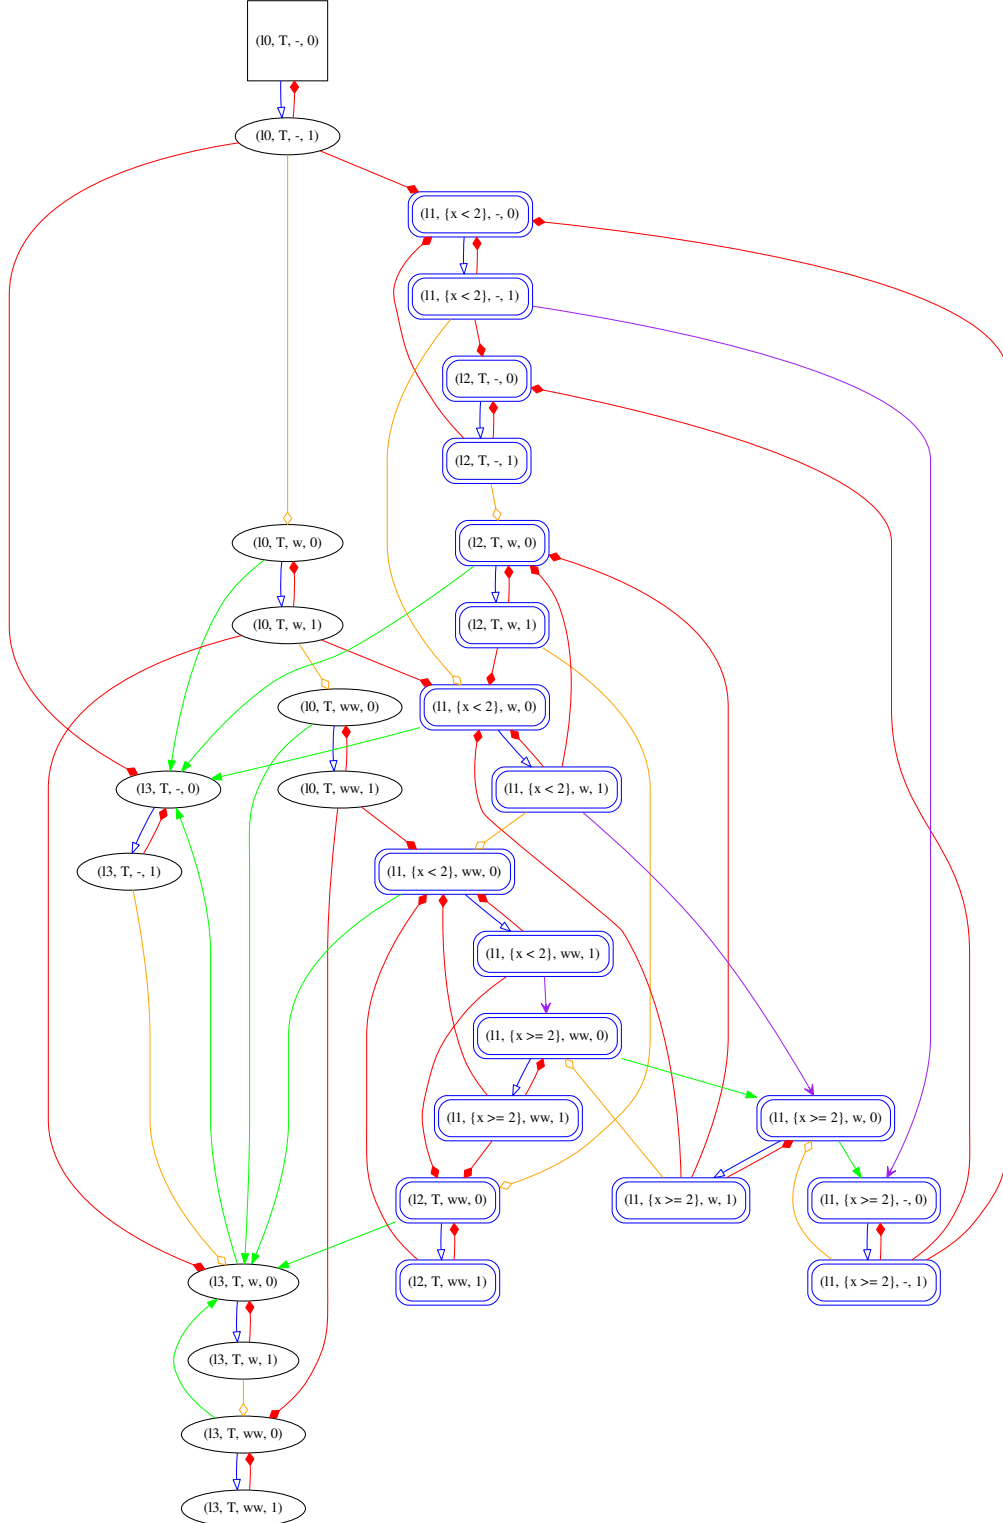 (l0, T, -, 0)
(l0, T, -, 1)
(l1, {x < 2}, -, 0)
(l1, {x < 2}, -, 1)
(l2, T, -, 0)
(l2, T, -, 1)
(l0, T, w, 0)
(l2, T, w, 0)
(l0, T, w, 1)
(l2, T, w, 1)
(l0, T, ww, 0)
(l1, {x < 2}, w, 0)
(l3, T, -, 0)
(l0, T, ww, 1)
(l1, {x < 2}, w, 1)
(l3, T, -, 1)
(l1, {x < 2}, ww, 0)
(l1, {x < 2}, ww, 1)
(l1, {x >= 2}, ww, 0)
(l1, {x >= 2}, ww, 1)
(l1, {x >= 2}, w, 0)
(l2, T, ww, 0)
(l1, {x >= 2}, w, 1)
(l1, {x >= 2}, -, 0)
(l3, T, w, 0)
(l2, T, ww, 1)
(l1, {x >= 2}, -, 1)
(l3, T, w, 1)
(l3, T, ww, 0)
(l3, T, ww, 1)